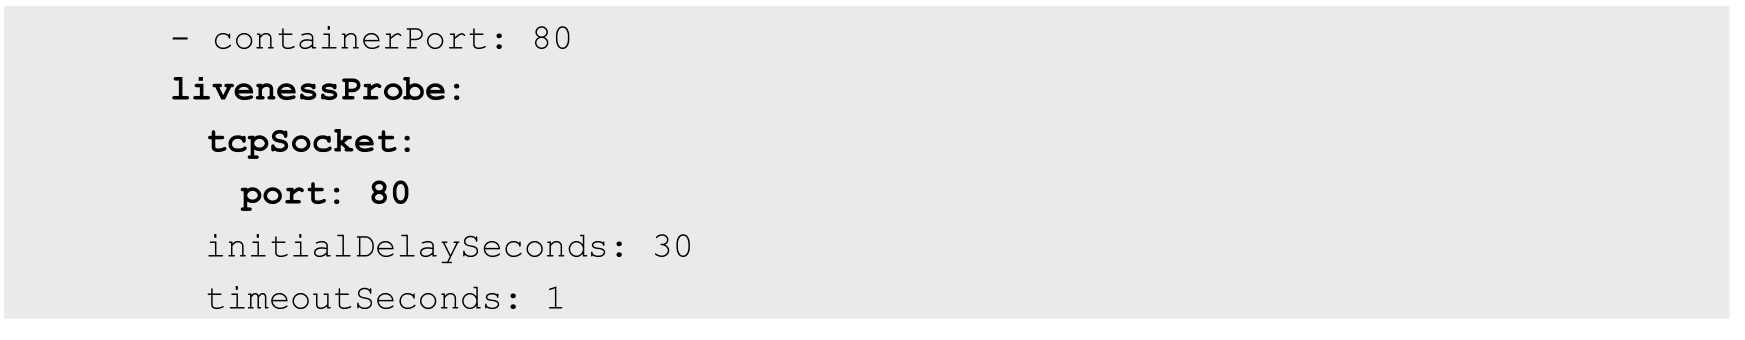 - containerPort: 80
livenessProbe:
  tcpSocket:
    port: 80
  initialDelaySeconds: 30
  timeoutSeconds: 1